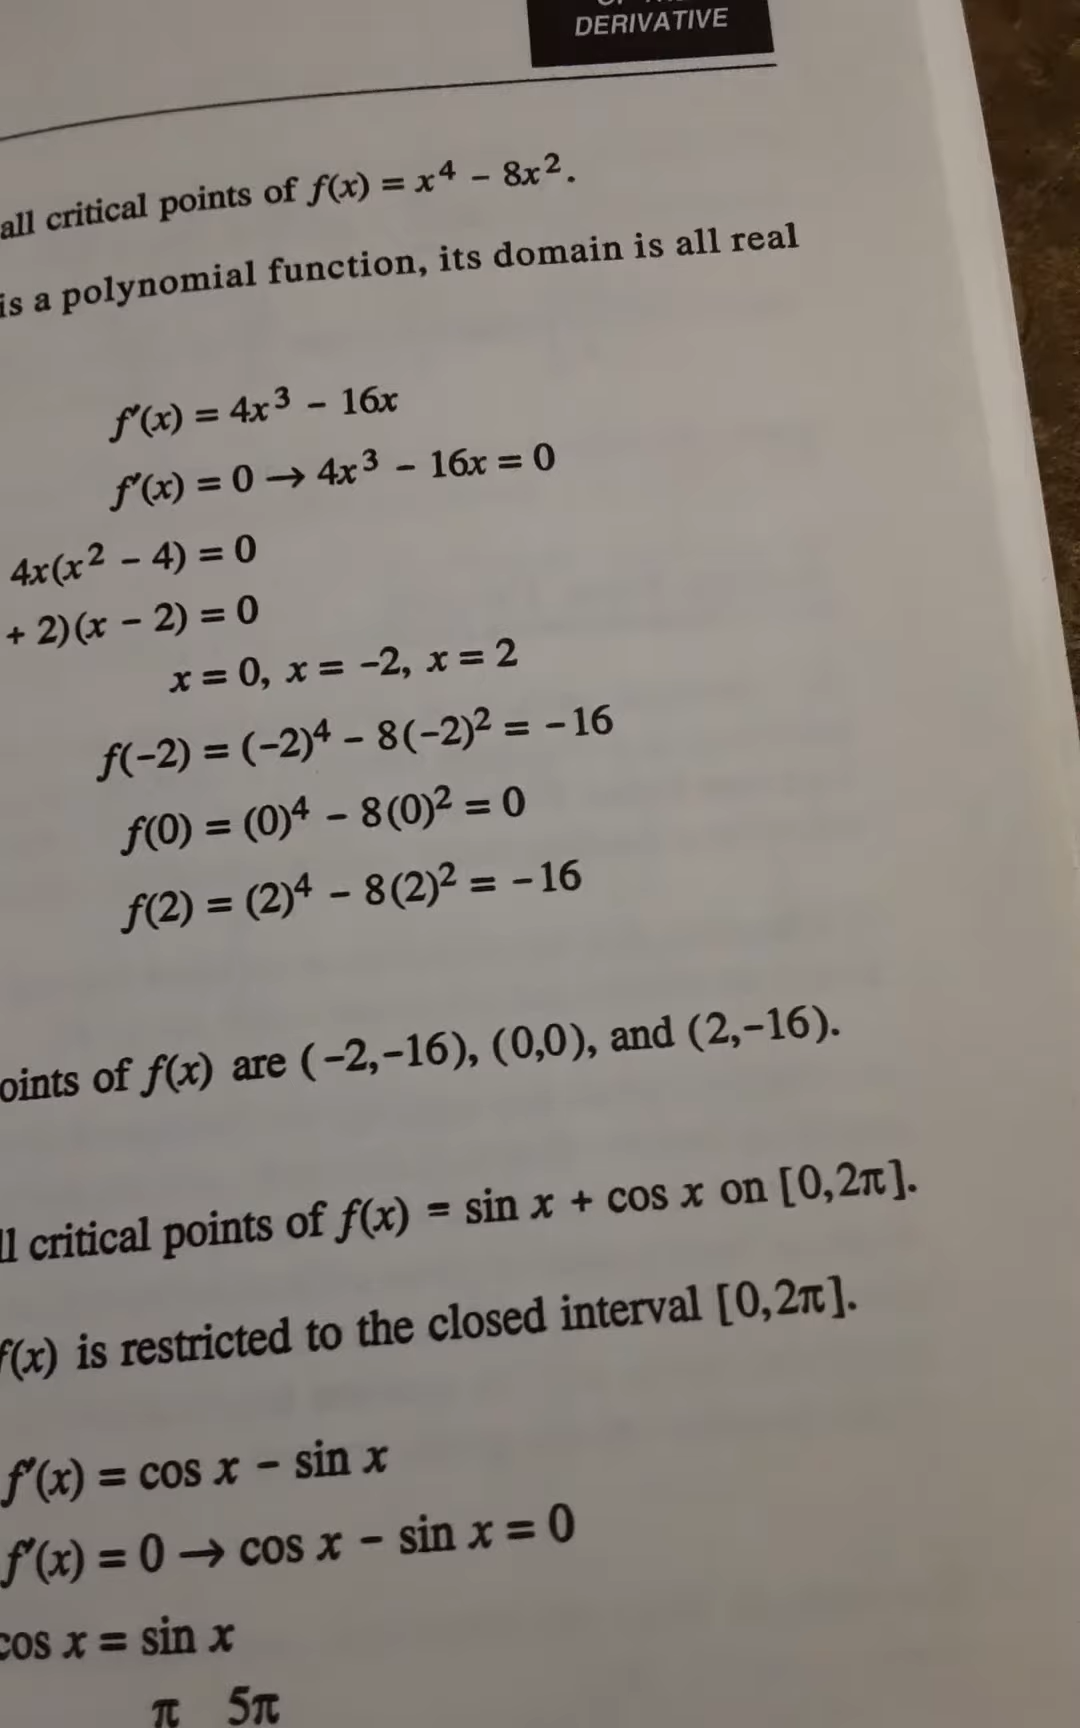 DERIVATIVE
all critical points of f(x) = x⁴ – 8x².
is a polynomial function, its domain is all real
f′(x) = 4x³ – 16x
f′(x) = 0 → 4x³ – 16x = 0
4x(x² – 4) = 0
+ 2)(x – 2) = 0
x = 0, x = –2, x = 2
f(–2) = (–2)⁴ – 8(–2)² = –16
f(0) = (0)⁴ – 8(0)² = 0
f(2) = (2)⁴ – 8(2)² = –16
oints of f(x) are (–2,–16), (0,0), and (2,–16).
ll critical points of f(x) = sin x + cos x on [0,2π].
f(x) is restricted to the closed interval [0,2π].
f′(x) = cos x – sin x
f′(x) = 0 → cos x – sin x = 0
cos x = sin x
π 5π